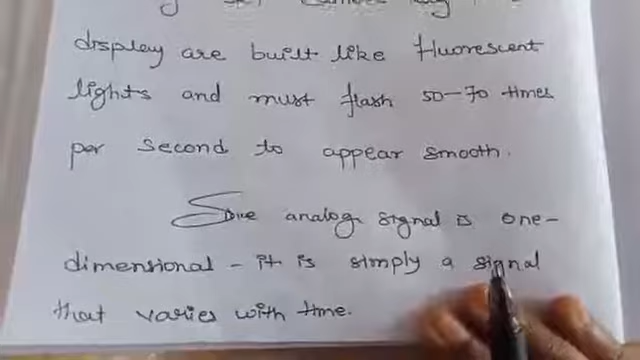 display are built like fluorescent
lights and must flash 50-70 times
per second to appear smooth.
analog signal is one-
dimensional - it is simply a signal
that varies with time.